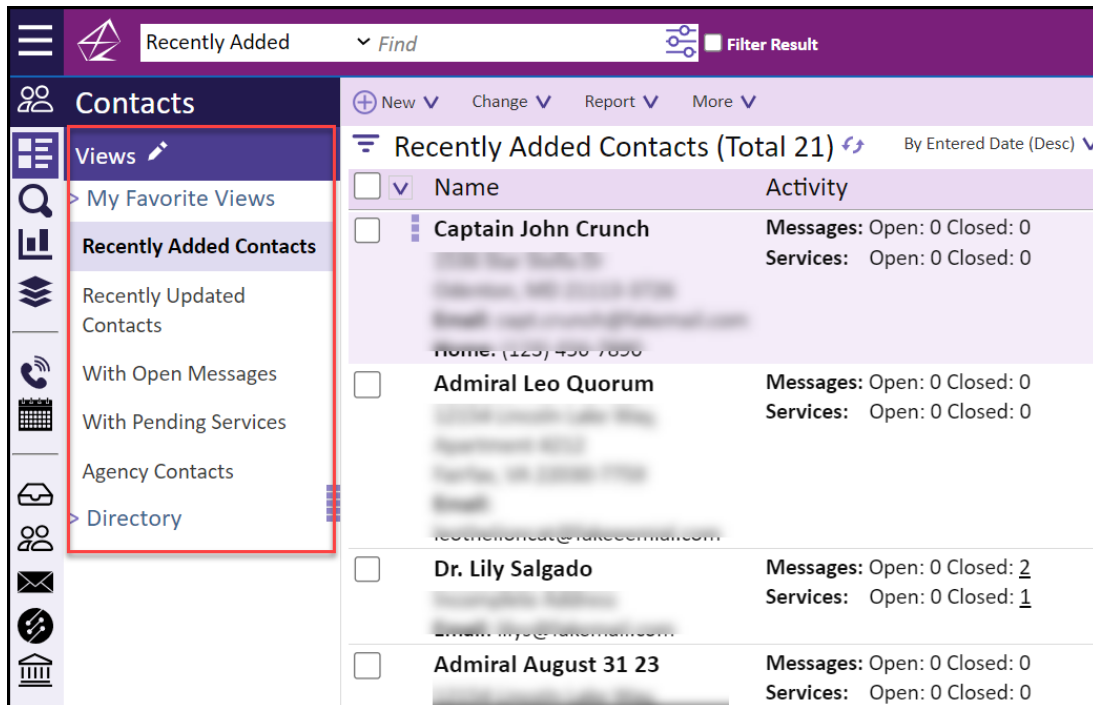 Recently Added
Find
Filter Result
Contacts
New
Change
Report
More
Views
> My Favorite Views
Recently Added Contacts
Recently Updated
Contacts
With Open Messages
With Pending Services
Agency Contacts
> Directory
Recently Added Contacts (Total 21)
By Entered Date (Desc)
Name
Activity
Captain John Crunch
Messages: Open: 0 Closed: 0
Services: Open: 0 Closed: 0
Admiral Leo Quorum
Messages: Open: 0 Closed: 0
Services: Open: 0 Closed: 0
Dr. Lily Salgado
Messages: Open: 0 Closed: 2
Services: Open: 0 Closed: 1
Admiral August 31 23
Messages: Open: 0 Closed: 0
Services: Open: 0 Closed: 0